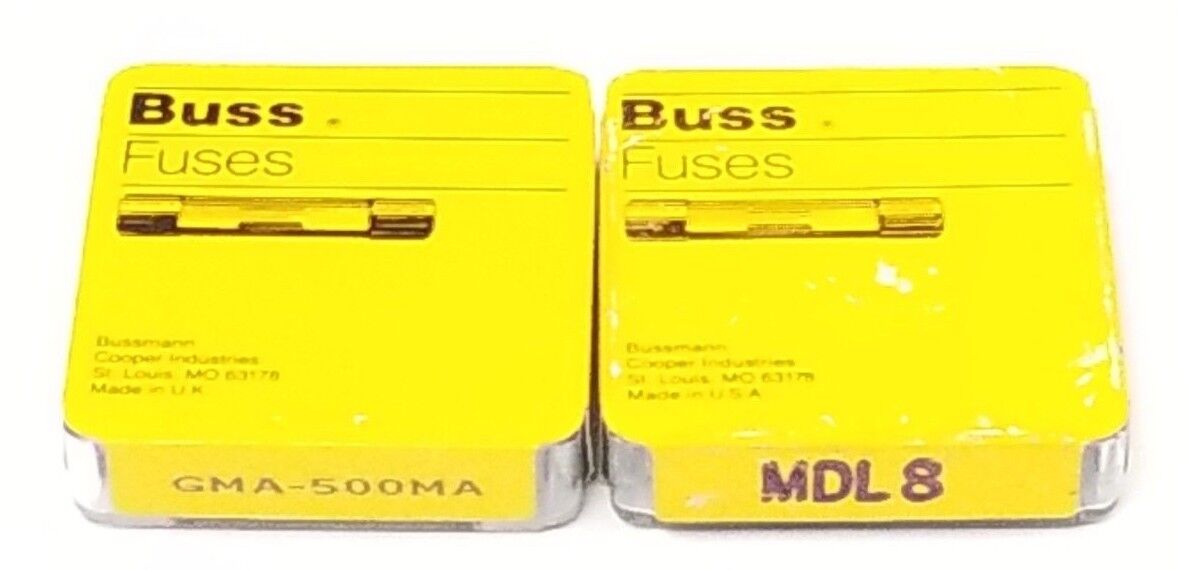 Buss
Fuses
Bussmann
Cooper Industries
St. Louis, MO 63178
Made in U.K.
GMA-500MA
Buss
Fuses
Bussmann
Cooper Industries
St. Louis, MO 63178
Made in U.S.A.
MDL 8